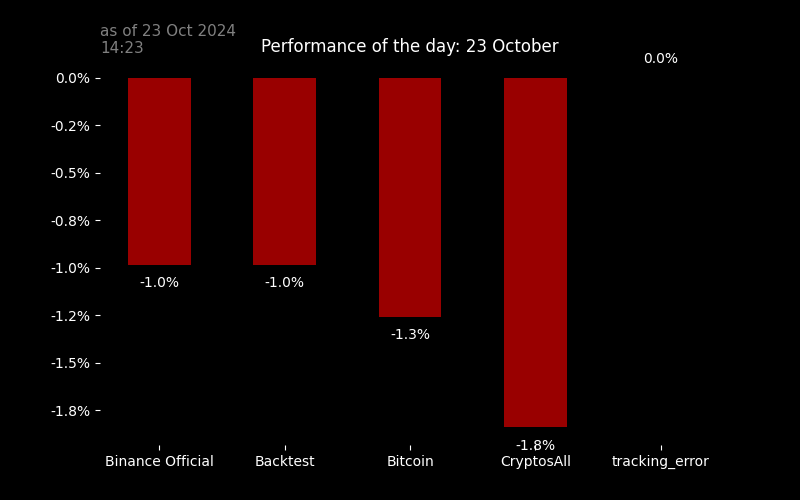 as of 23 Oct 2024
14:23
Performance of the day: 23 October
0.0%
0.0%
-0.2%
-0.5%
-0.8%
-1.0%
-1.2%
-1.5%
-1.8%
-1.0%
-1.0%
-1.3%
-1.8%
Binance Official
Backtest
Bitcoin
CryptosAll
tracking_error